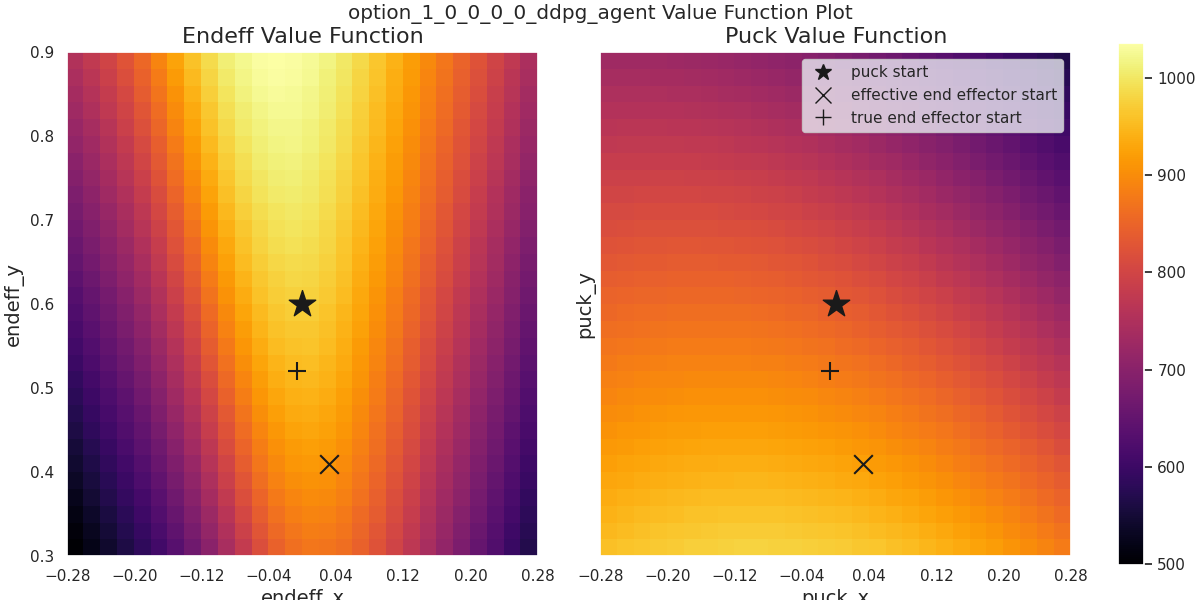 option_1_0_0_0_0_ddpg_agent Value Function Plot
Endeff Value Function
Puck Value Function
puck start
effective end effector start
true end effector start
endeff_y
0.9
0.8
0.7
0.6
0.5
0.4
0.3
−0.28 −0.20 −0.12 −0.04 0.04 0.12 0.20 0.28
endeff_x
puck_y
−0.28 −0.20 −0.12 −0.04 0.04 0.12 0.20 0.28
puck_x
1000
900
800
700
600
500